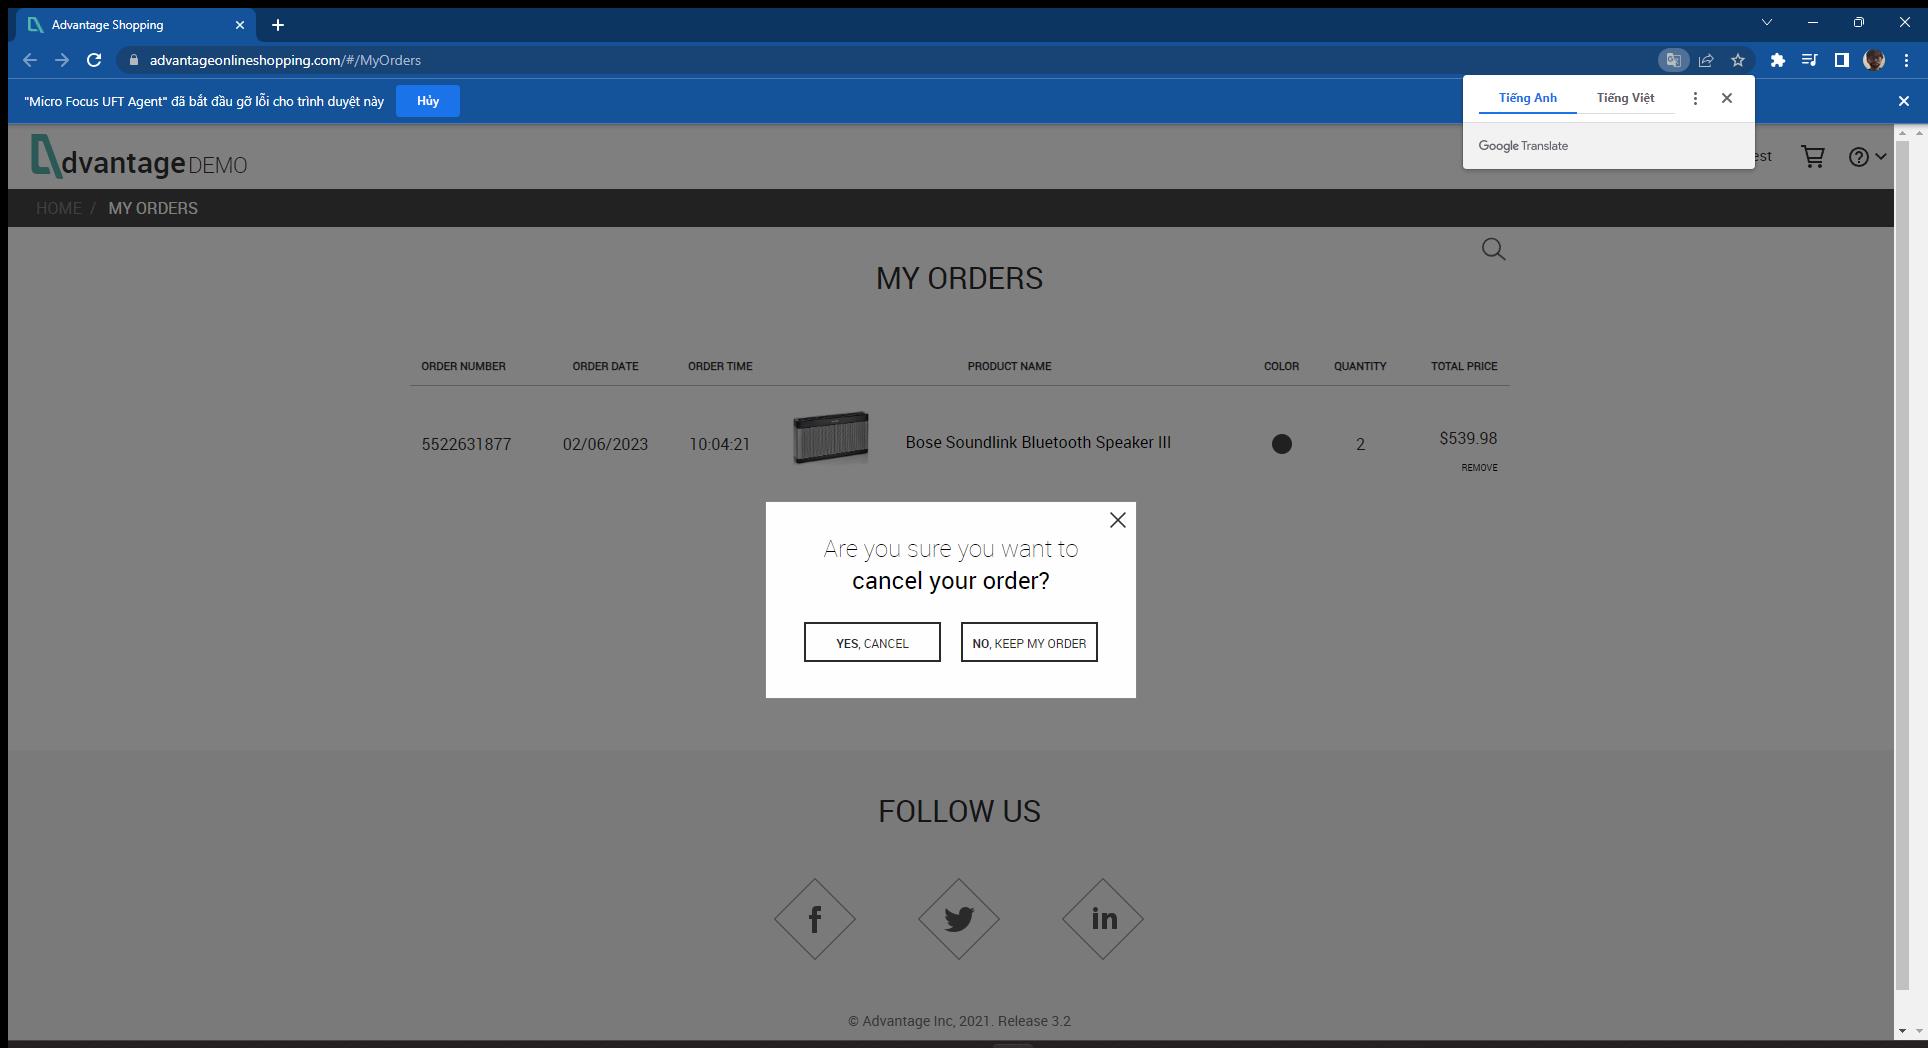 Advantage Shopping
advantageonlineshopping.com/#/MyOrders
"Micro Focus UFT Agent" đã bắt đầu gỡ lỗi cho trình duyệt này
Hủy
Tiếng Anh
Tiếng Việt
Google Translate
dvantage DEMO
est
HOME / MY ORDERS
MY ORDERS
ORDER NUMBER ORDER DATE ORDER TIME PRODUCT NAME COLOR QUANTITY TOTAL PRICE
5522631877 02/06/2023 10:04:21 Bose Soundlink Bluetooth Speaker III 2 $539.98
REMOVE
Are you sure you want to
cancel your order?
YES, CANCEL
NO, KEEP MY ORDER
FOLLOW US
f
in
© Advantage Inc, 2021. Release 3.2